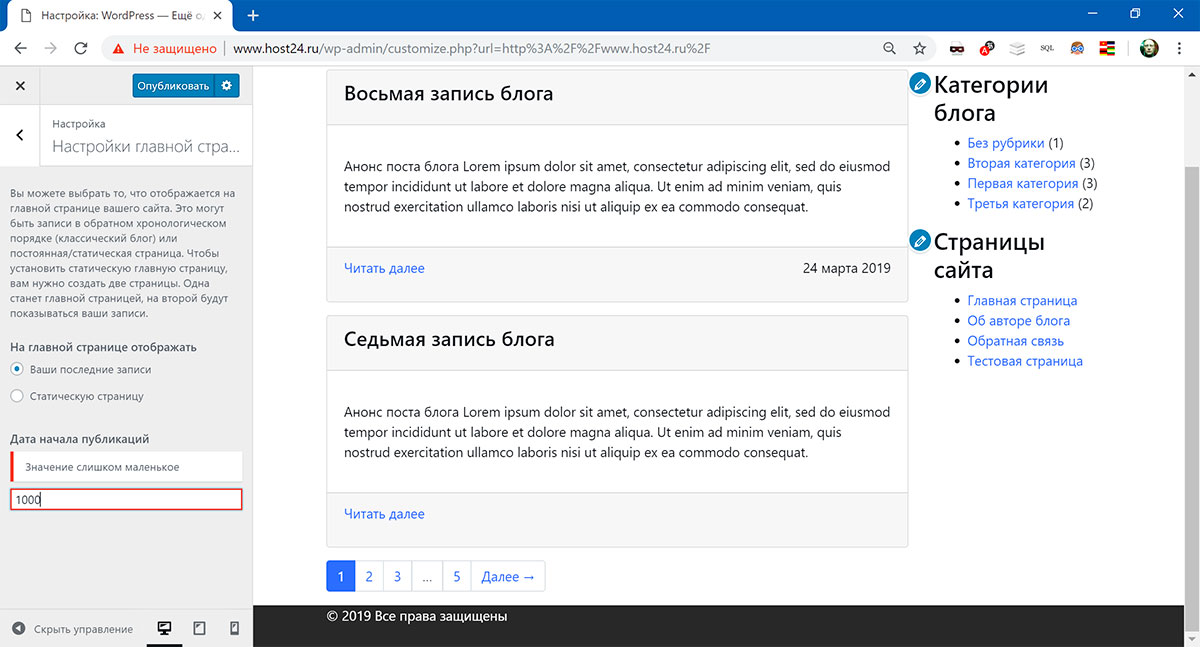 Настройка: WordPress — Ещё о
Не защищено
www.host24.ru/wp-admin/customize.php?url=http%3A%2F%2Fwww.host24.ru%2F
SQL
Опубликовать
Настройка
Настройки главной стра...
Вы можете выбрать то, что отображается на
главной странице вашего сайта. Это могут
быть записи в обратном хронологическом
порядке (классический блог) или
постоянная/статическая страница. Чтобы
установить статическую главную страницу,
вам нужно создать две страницы. Одна
станет главной страницей, на второй будут
показываться ваши записи.
На главной странице отображать
Ваши последние записи
Статическую страницу
Дата начала публикаций
Значение слишком маленькое
1000
Скрыть управление
Восьмая запись блога
Анонс поста блога Lorem ipsum dolor sit amet, consectetur adipiscing elit, sed do eiusmod
tempor incididunt ut labore et dolore magna aliqua. Ut enim ad minim veniam, quis
nostrud exercitation ullamco laboris nisi ut aliquip ex ea commodo consequat.
Читать далее 24 марта 2019
Седьмая запись блога
Анонс поста блога Lorem ipsum dolor sit amet, consectetur adipiscing elit, sed do eiusmod
tempor incididunt ut labore et dolore magna aliqua. Ut enim ad minim veniam, quis
nostrud exercitation ullamco laboris nisi ut aliquip ex ea commodo consequat.
Читать далее
1 2 3 ... 5 Далее →
Категории
блога
Без рубрики (1)
Вторая категория (3)
Первая категория (3)
Третья категория (2)
Страницы
сайта
Главная страница
Об авторе блога
Обратная связь
Тестовая страница
© 2019 Все права защищены